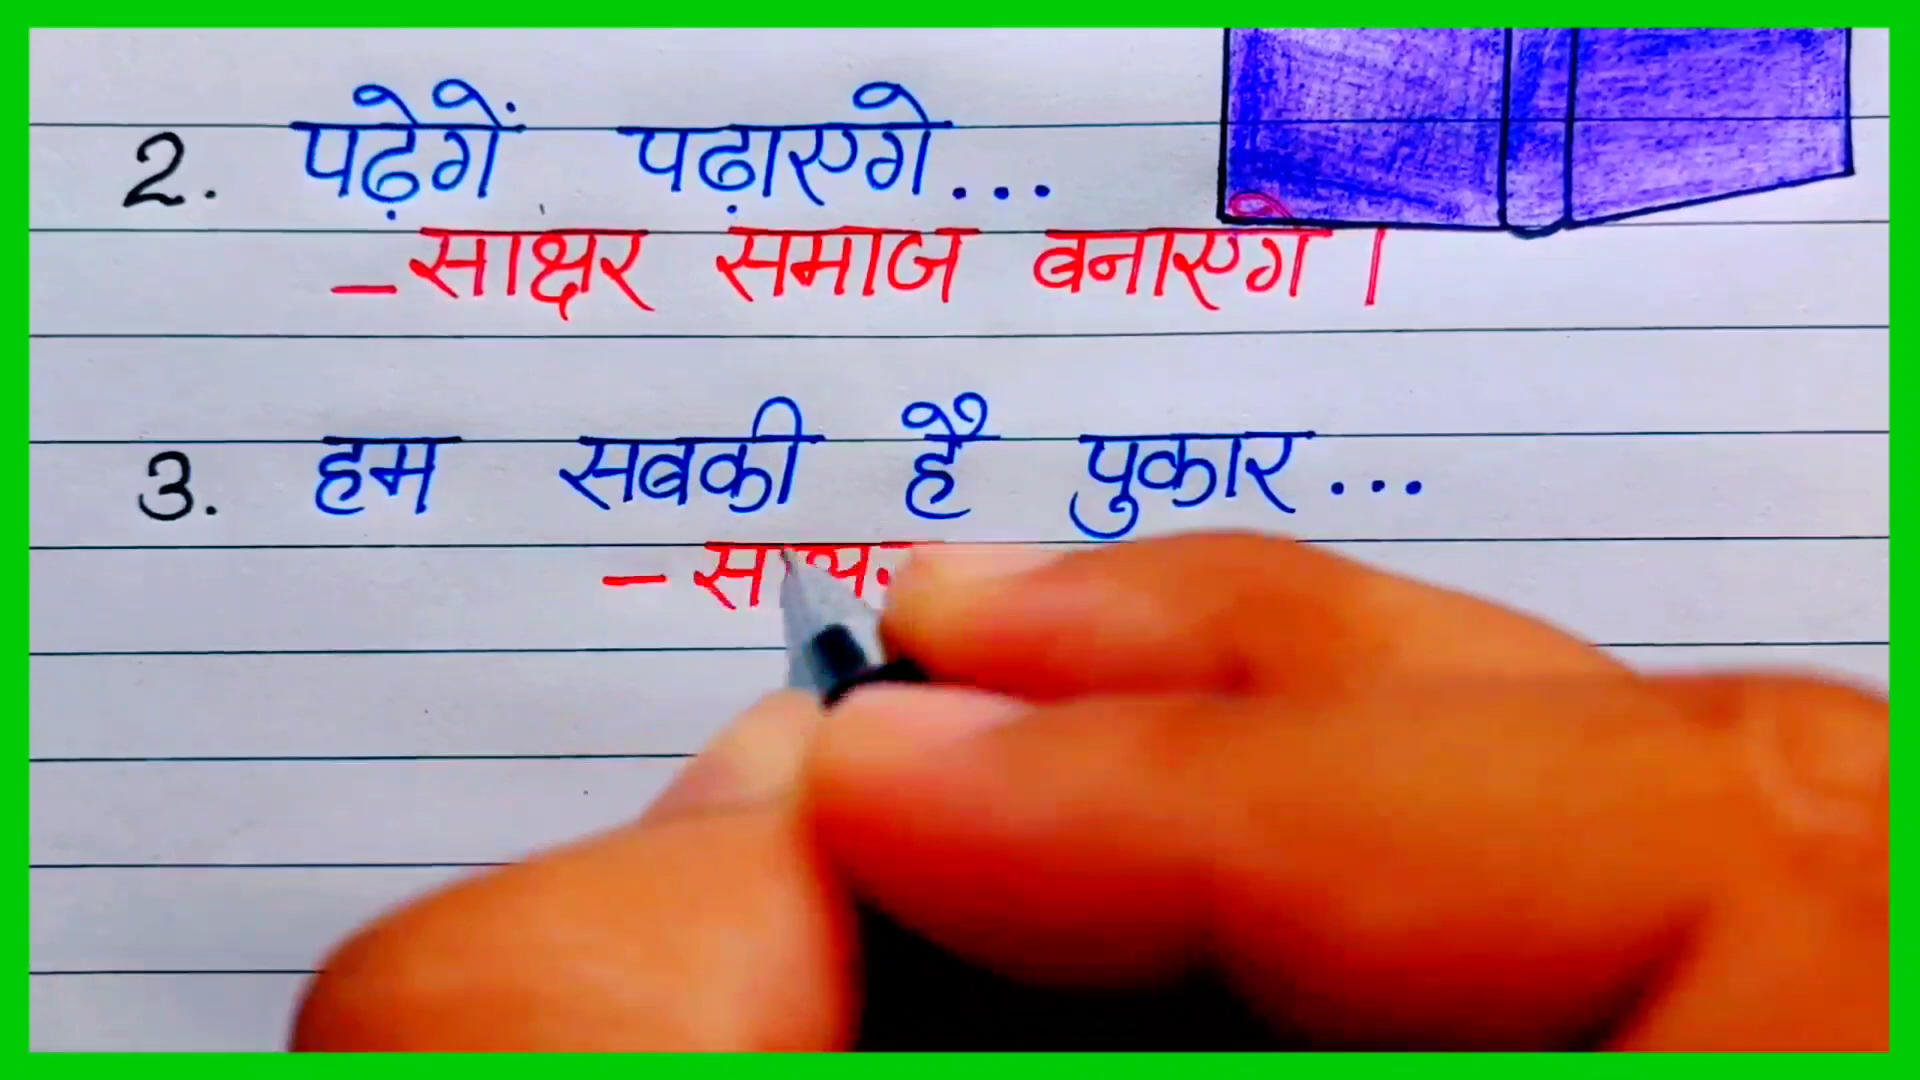 2. पढ़ेगें पढ़ाएगे...
–साक्षर समाज बनाएगे।
3. हम सबकी है पुकार...
–